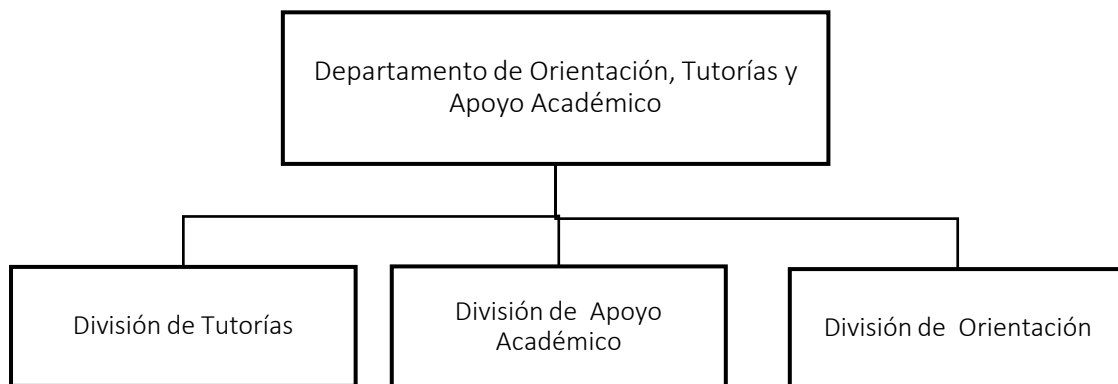 Departamento de Orientación, Tutorías y
Apoyo Académico
División de Tutorías
División de  Apoyo
Académico
División de  Orientación